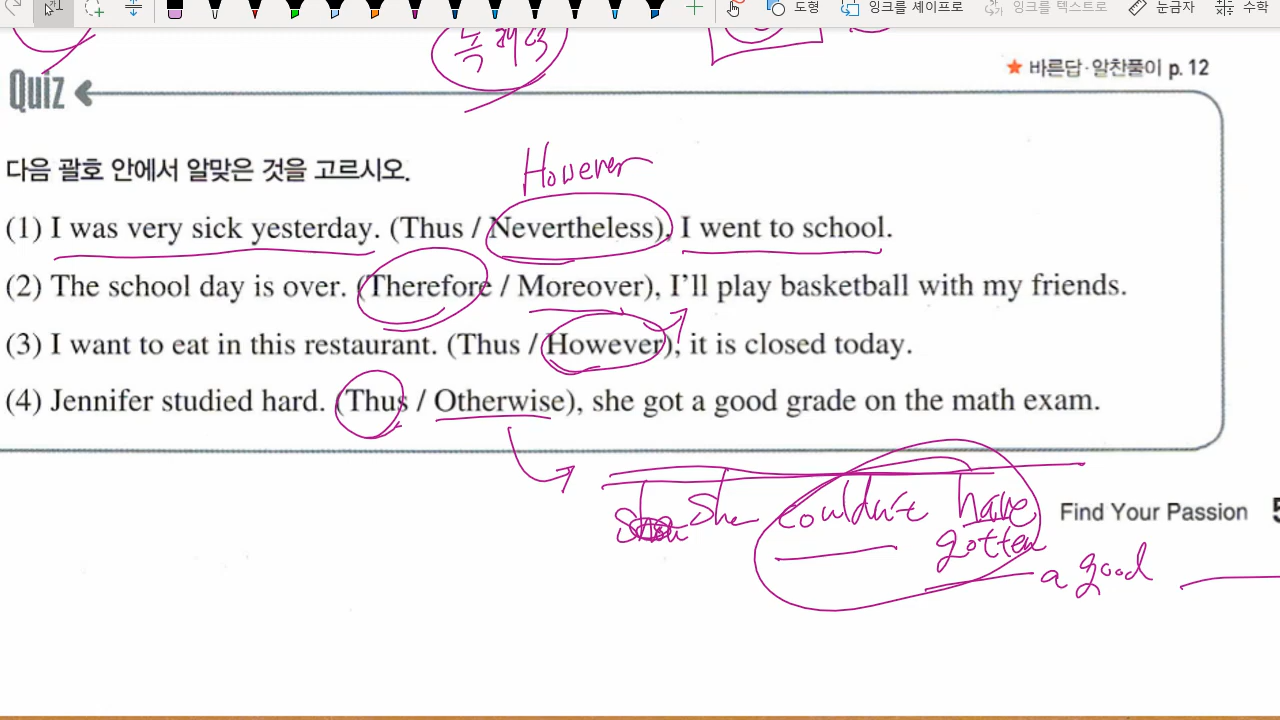 도형 잉크를 셰이프로 잉크를 텍스트로 눈금자 수학
Quiz
★ 바른답·알찬풀이 p. 12
다음 괄호 안에서 알맞은 것을 고르시오.
However
(1) I was very sick yesterday. (Thus / Nevertheless), I went to school.
(2) The school day is over. (Therefore / Moreover), I'll play basketball with my friends.
(3) I want to eat in this restaurant. (Thus / However), it is closed today.
(4) Jennifer studied hard. (Thus / Otherwise), she got a good grade on the math exam.
She couldn't have
gotten
a good
Find Your Passion 5